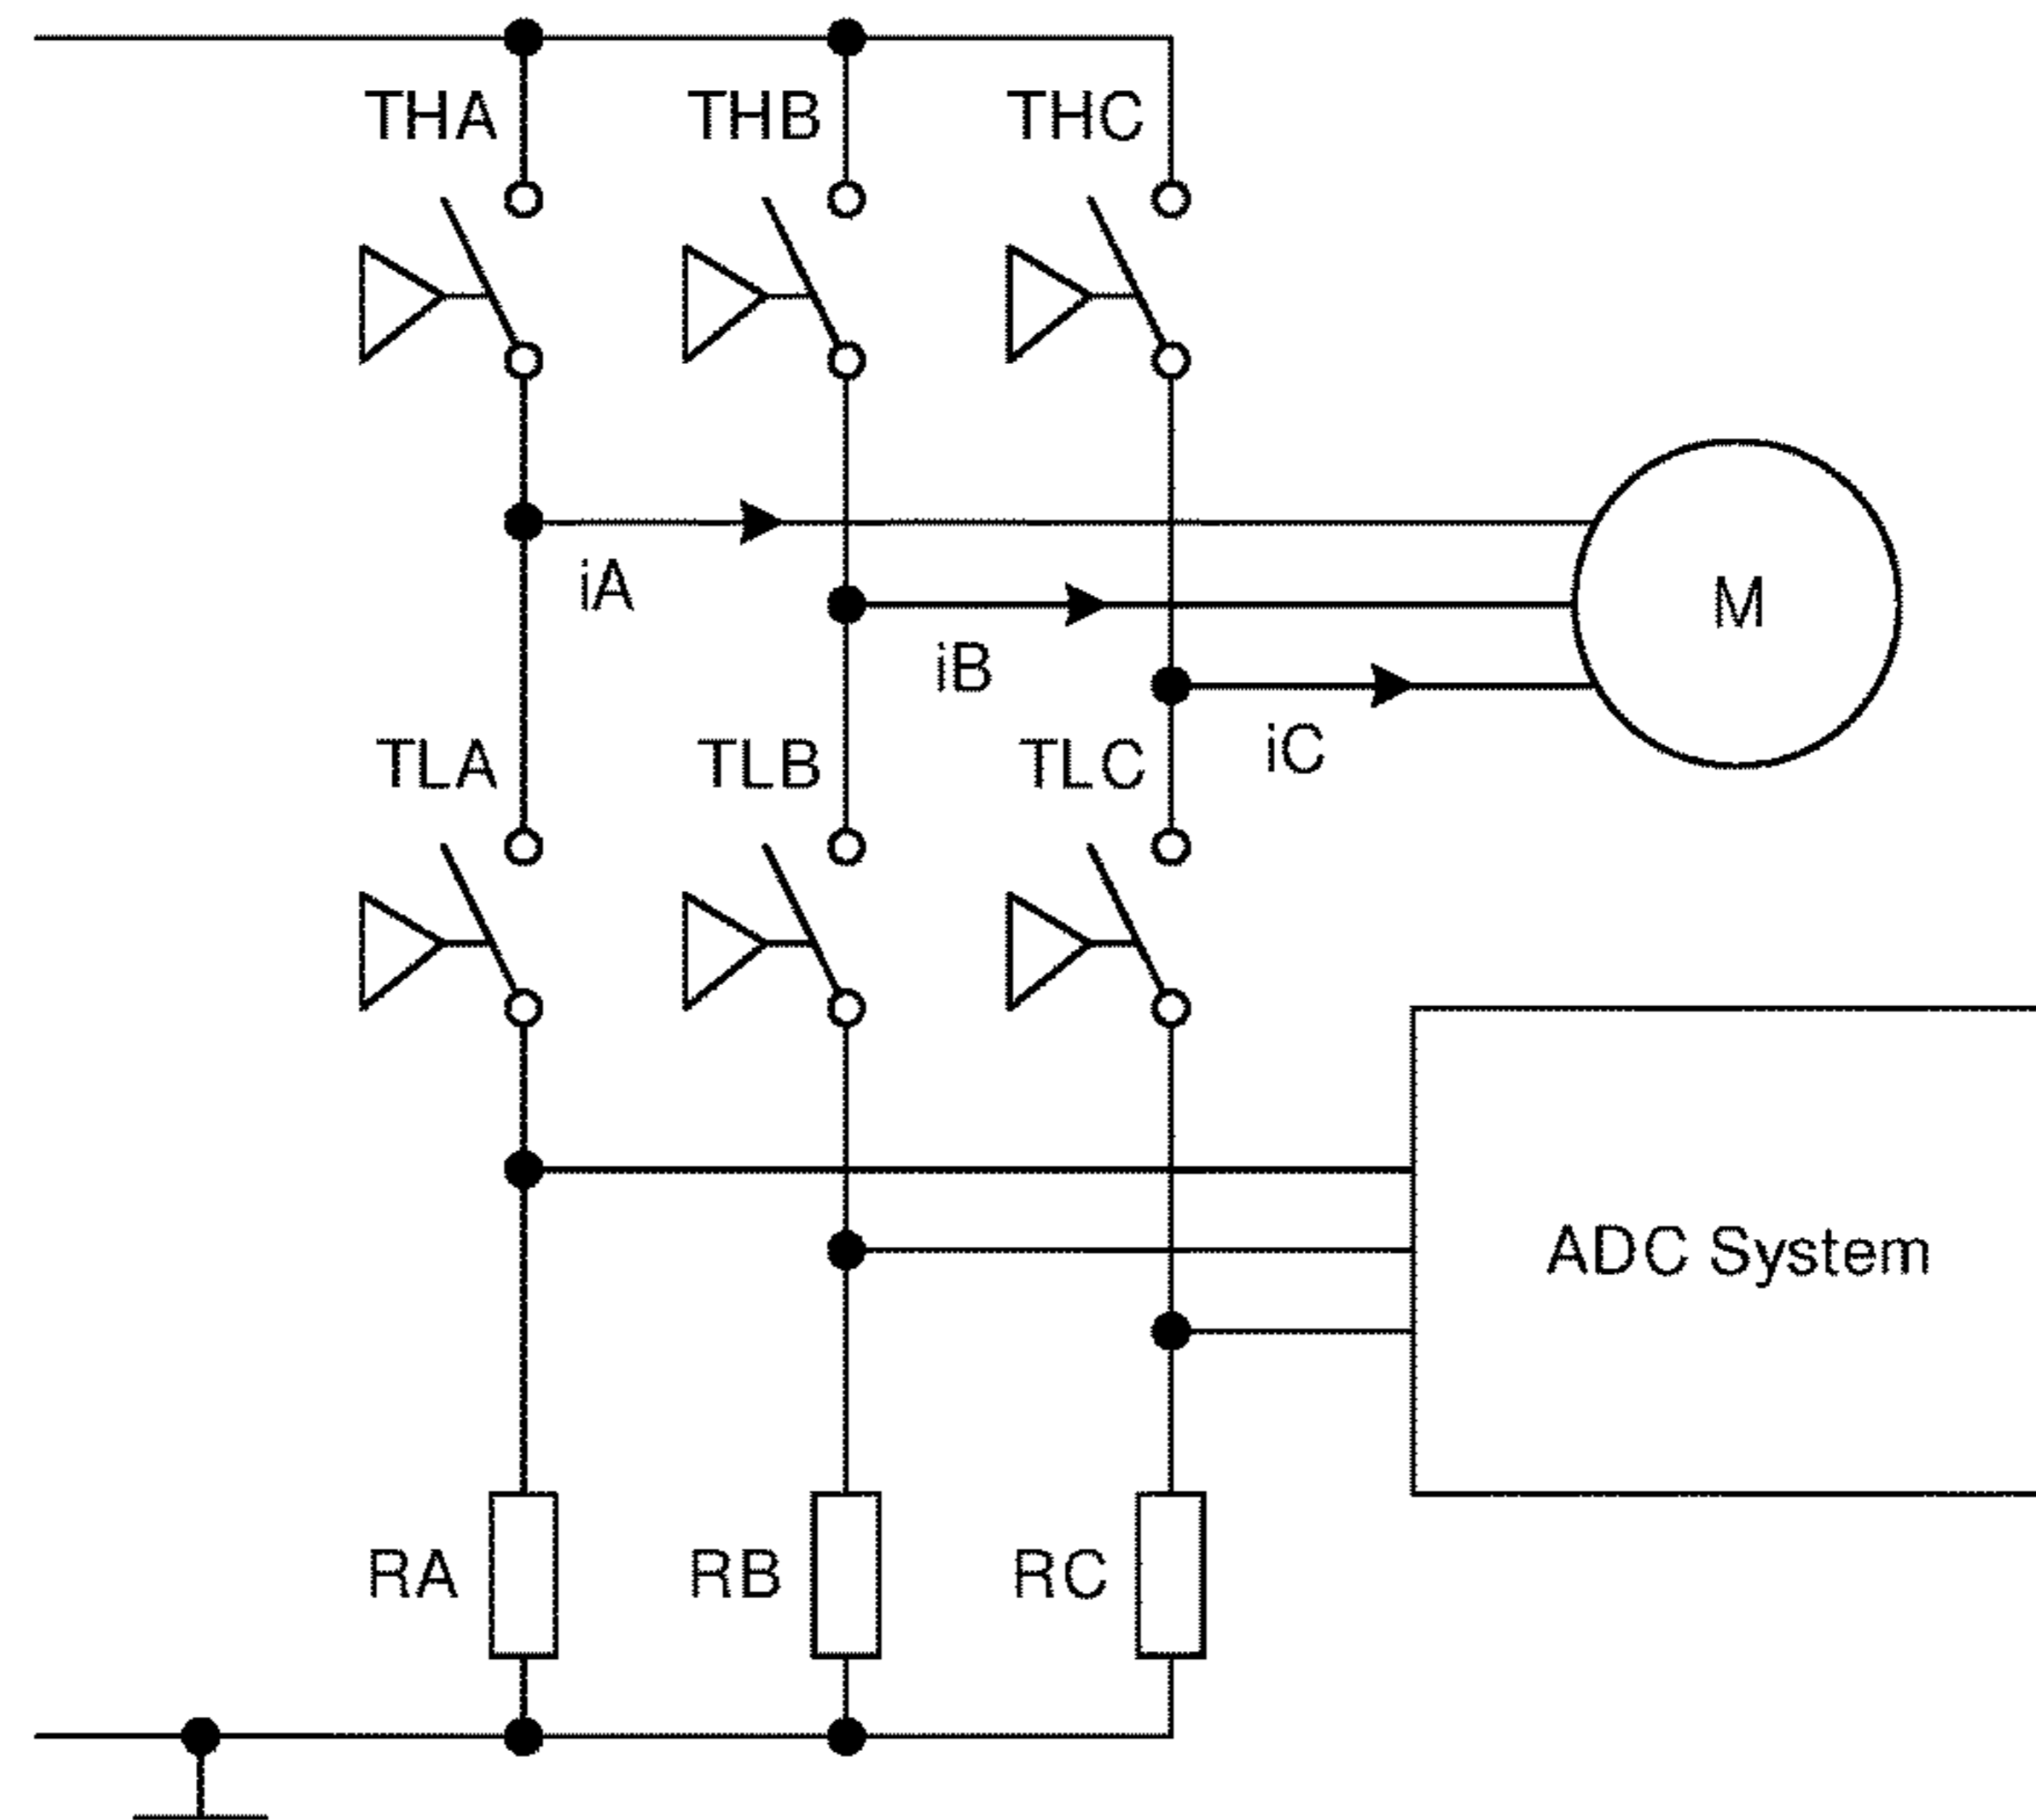 THA THB THC
iA
M
iB
TLA TLB TLC
iC
ADC System
RA RB RC